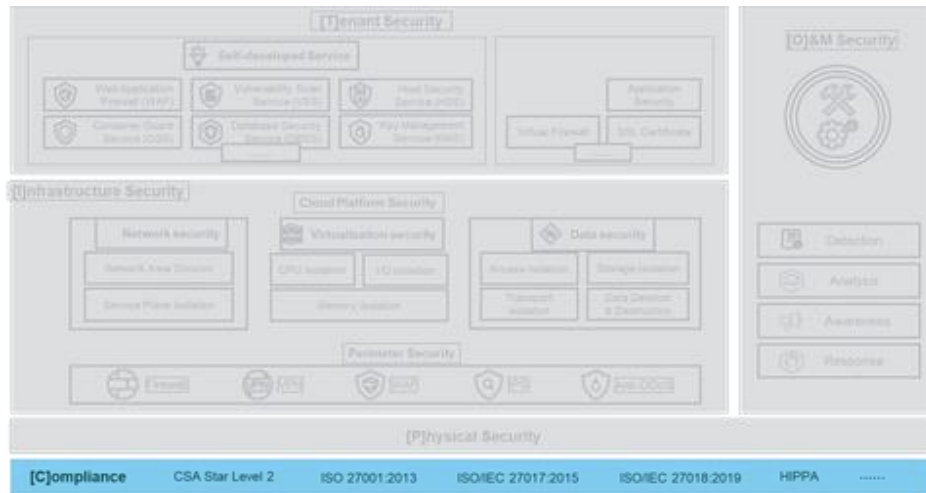 [T]enant Security
Self-developed Service
Web Application
Firewall (WAF)
Vulnerability Scan
Service (VSS)
Host Security
Service (HSS)
Container Guard
Service (CGS)
Database Security
Service (DBSS)
Key Management
Service (KMS)
......
Application
Security
Virtual Firewall
SSL Certificate
......
[O]&M Security
Detection
Analysis
Awareness
Response
[I]nfrastructure Security
Cloud Platform Security
Network security
Network Area Division
Service Plane Isolation
Virtualization security
CPU Isolation
I/O Isolation
Memory Isolation
Data security
Access Isolation
Storage Isolation
Transport
Isolation
Data Deletion
& Destruction
Perimeter Security
Firewall
VPN
WAF
IPS
Anti-DDoS
[P]hysical Security
[C]ompliance CSA Star Level 2 ISO 27001:2013 ISO/IEC 27017:2015 ISO/IEC 27018:2019 HIPPA ......